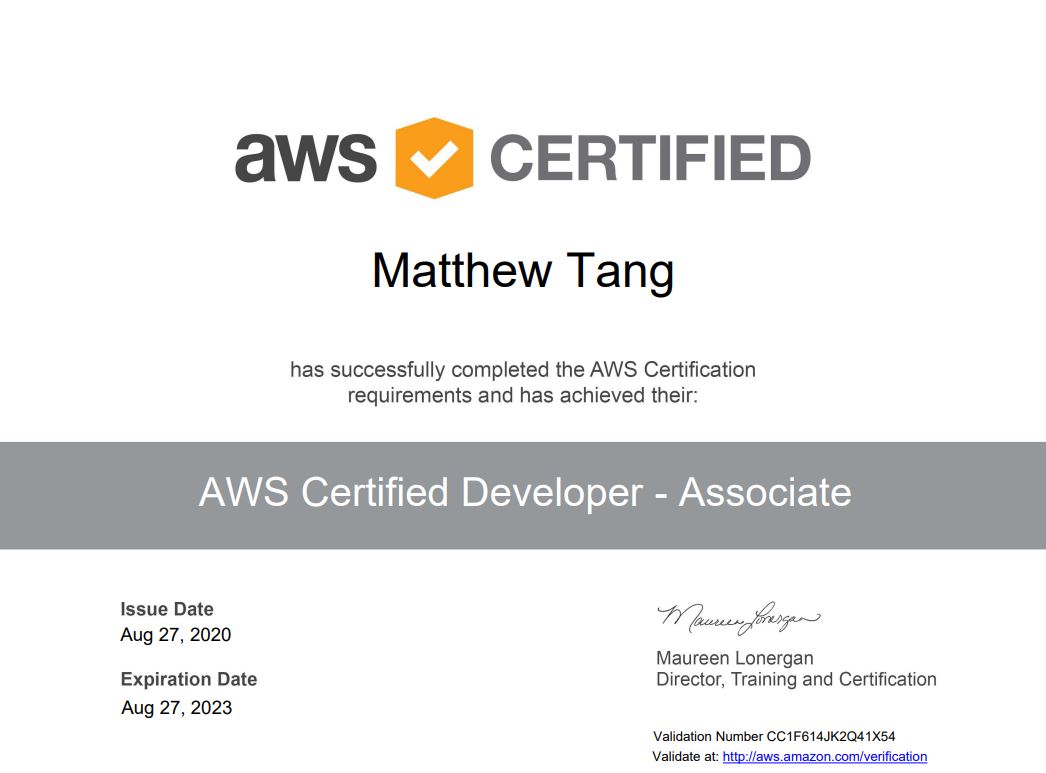 aws CERTIFIED
Matthew Tang
has successfully completed the AWS Certification
requirements and has achieved their:
AWS Certified Developer - Associate
Issue Date
Aug 27, 2020
Expiration Date
Aug 27, 2023
Maureen Lonergan
Maureen Lonergan
Director, Training and Certification
Validation Number CC1F614JK2Q41X54
Validate at: http://aws.amazon.com/verification